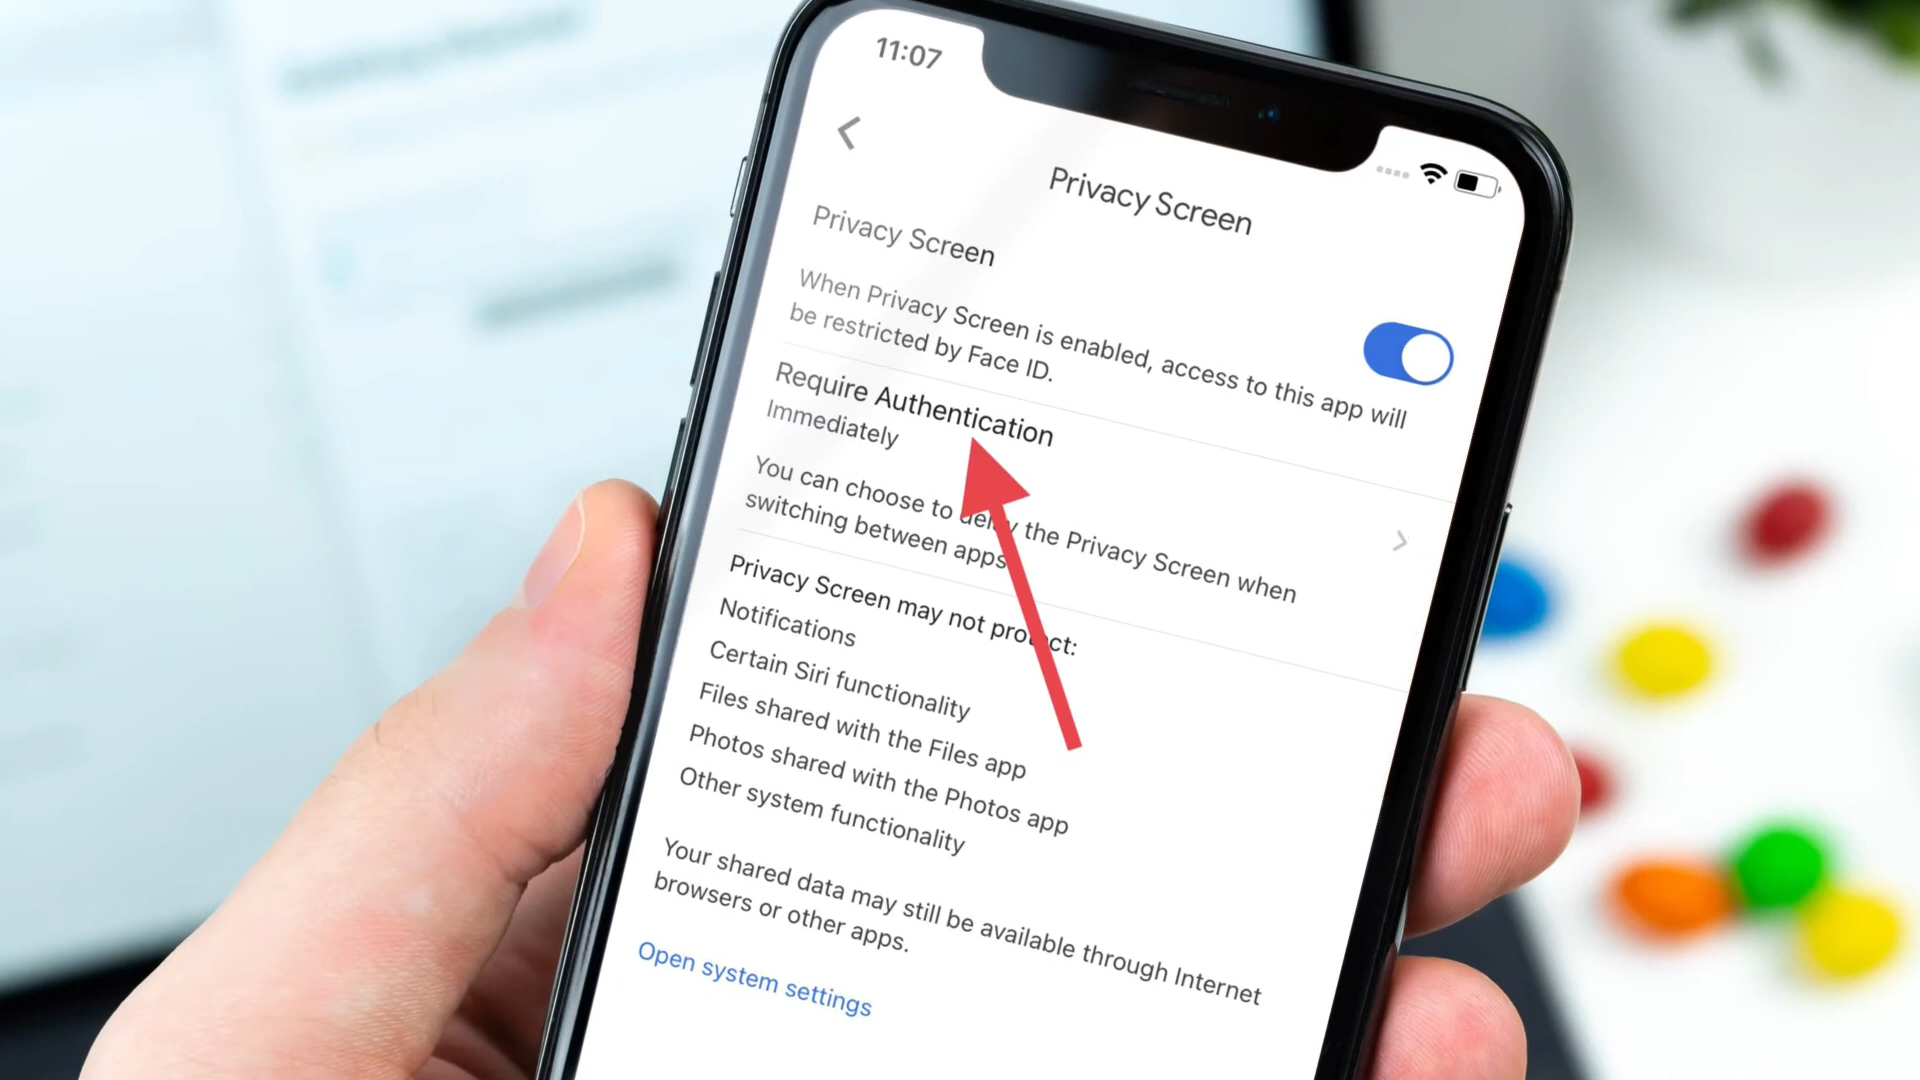 11:07
Privacy Screen
Privacy Screen
When Privacy Screen is enabled, access to this app will
be restricted by Face ID.
Require Authentication
Immediately
You can choose to delay the Privacy Screen when
switching between apps
Privacy Screen may not protect:
Notifications
Certain Siri functionality
Files shared with the Files app
Photos shared with the Photos app
Other system functionality
Your shared data may still be available through Internet
browsers or other apps.
Open system settings